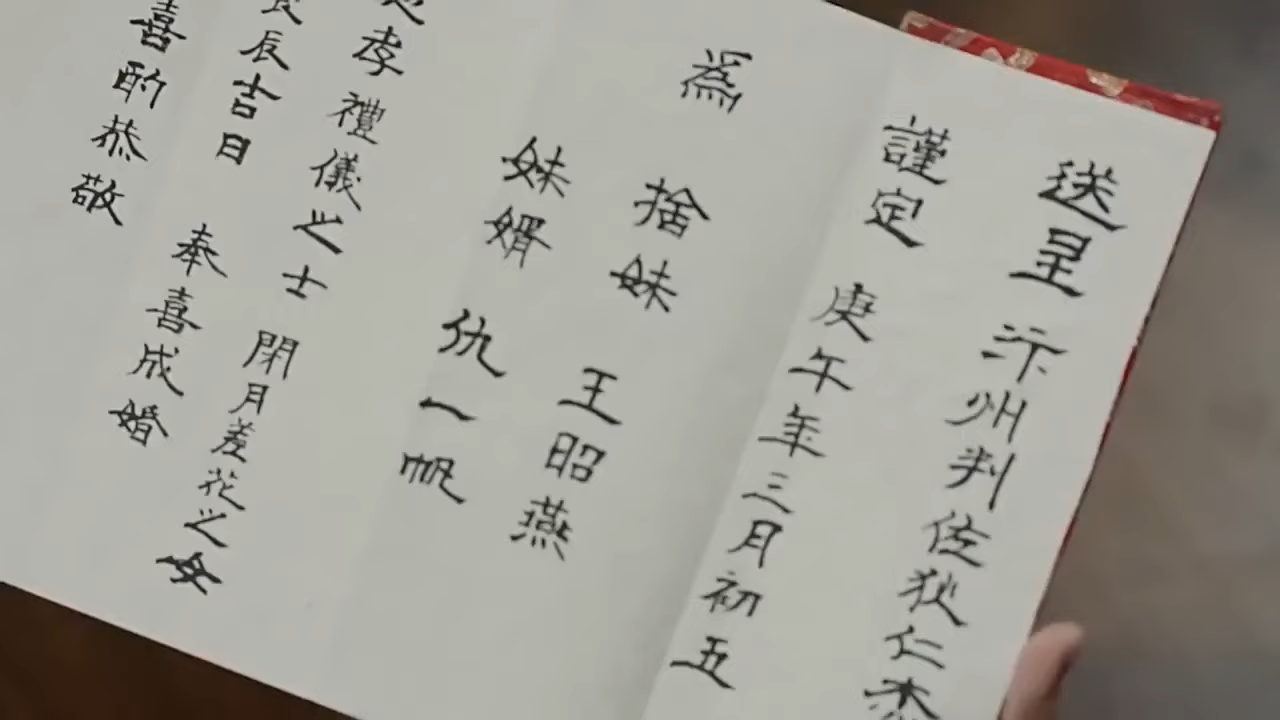 送呈 汴州判佐狄仁杰
謹定 庚午年三月初五
為
捨妹 王昭燕
妹婿 仇一帆
孝禮儀之士 閉月差花之女
辰吉日 奉喜成婚
喜酌恭敬